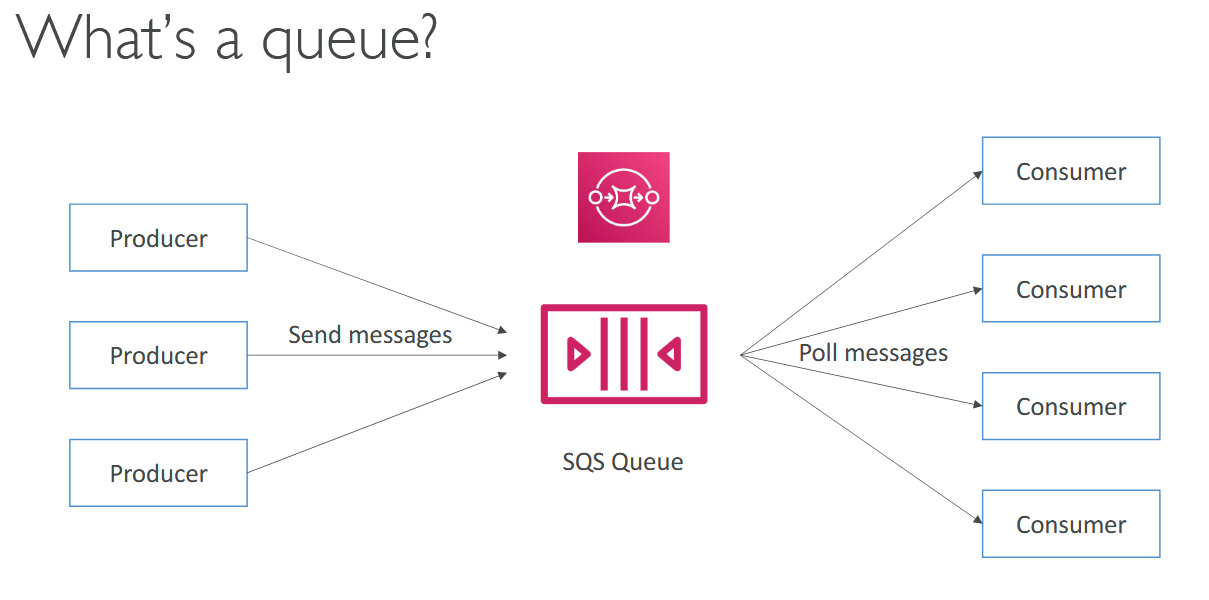 What's a queue?
Producer
Producer
Producer
Send messages
SQS Queue
Poll messages
Consumer
Consumer
Consumer
Consumer